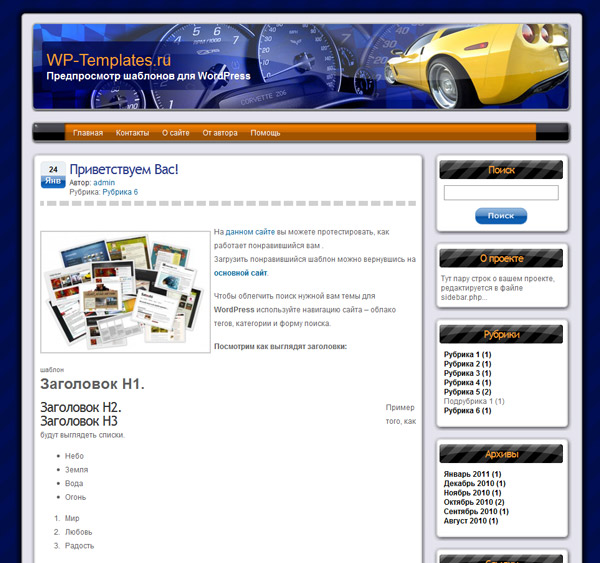 WP-Templates.ru
Предпросмотр шаблонов для WordPress
CORVETTE 206
Главная Контакты О сайте От автора Помощь
24
Янв
Приветствуем Вас!
Автор: admin
Рубрика: Рубрика 6
На данном сайте вы можете протестировать, как
работает понравившийся вам .
Загрузить понравившийся шаблон можно вернувшись на
основной сайт.
Чтобы облегчить поиск нужной вам темы для
WordPress используйте навигацию сайта – облако
тегов, категории и форму поиска.
Посмотрим как выглядят заголовки:
шаблон
Заголовок H1.
Заголовок H2.
Пример
Заголовок H3
того, как
будут выглядеть списки.
Небо
Земля
Вода
Огонь
1. Мир
2. Любовь
3. Радость
Поиск
Поиск
О проекте
Тут пару строк о вашем проекте,
редактируется в файле
sidebar.php...
Рубрики
Рубрика 1 (1)
Рубрика 2 (1)
Рубрика 3 (1)
Рубрика 4 (1)
Рубрика 5 (2)
Подрубрика 1 (1)
Рубрика 6 (1)
Архивы
Январь 2011 (1)
Декабрь 2010 (1)
Ноябрь 2010 (1)
Октябрь 2010 (2)
Сентябрь 2010 (1)
Август 2010 (1)